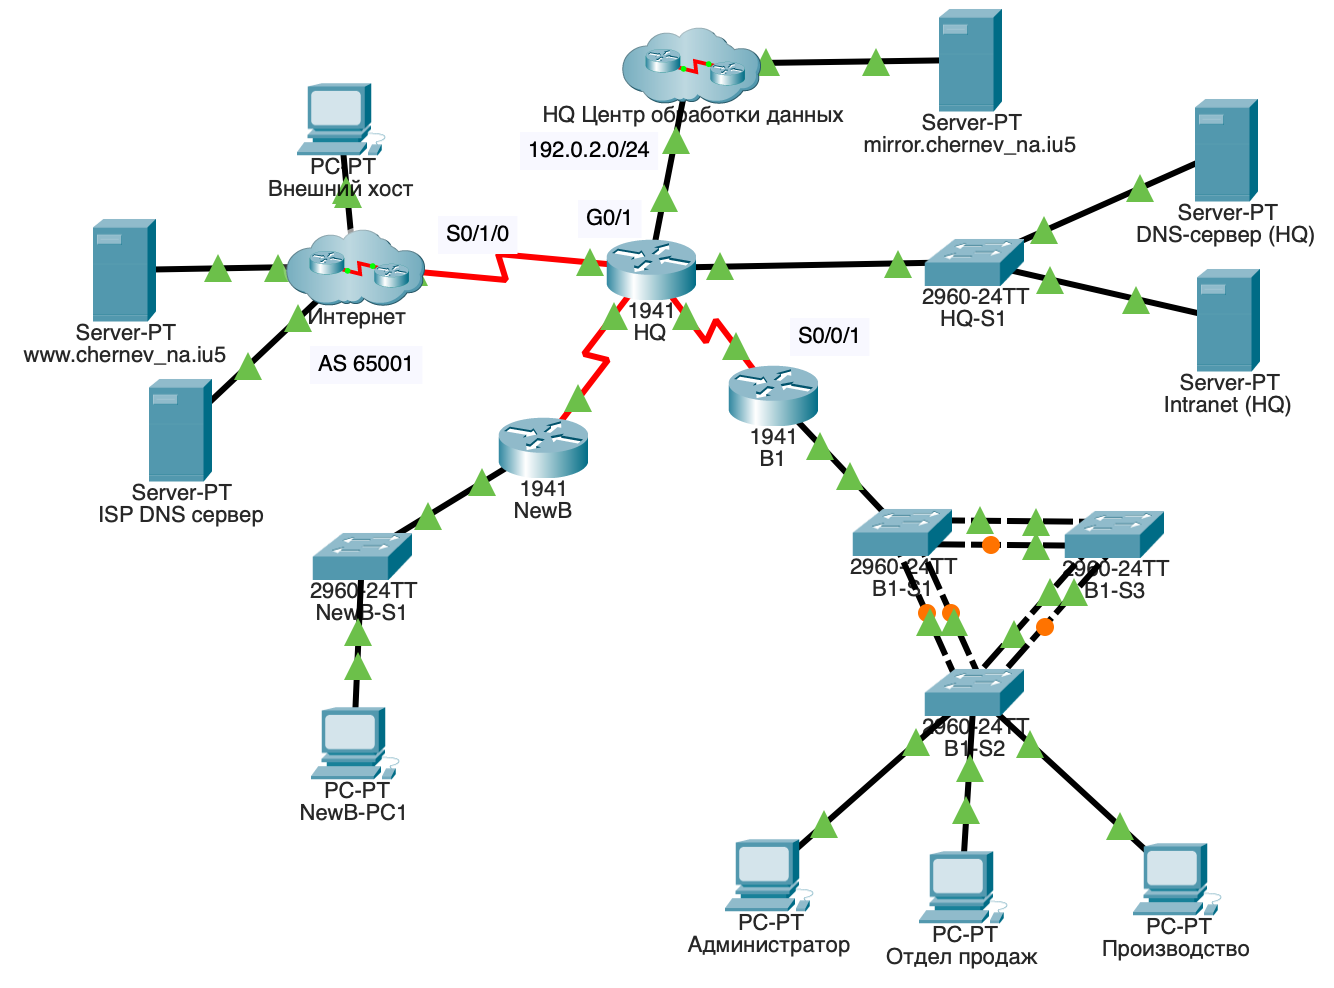 HQ Центр обработки данных
192.0.2.0/24
Server-PT
mirror.chernev_na.iu5
PC-PT
Внешний хост
Server-PT
DNS-сервер (HQ)
G0/1
S0/1/0
Server-PT
www.chernev_na.iu5
Интернет
AS 65001
1941
HQ
2960-24TT
HQ-S1
S0/0/1
Server-PT
Intranet (HQ)
1941
B1
Server-PT
ISP DNS сервер
1941
NewB
2960-24TT
NewB-S1
2960-24TT
B1-S1
2960-24TT
B1-S3
2960-24TT
B1-S2
PC-PT
NewB-PC1
PC-PT
Администратор
PC-PT
Отдел продаж
PC-PT
Производство